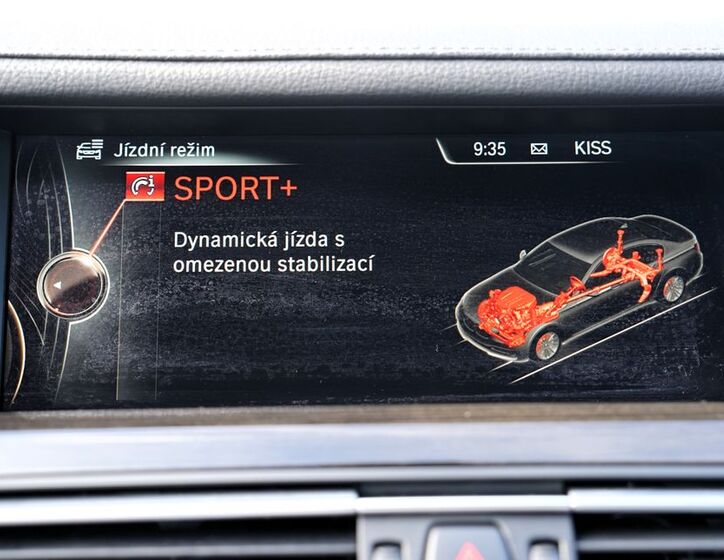 Jízdní režim
9:35 KISS
SPORT+
Dynamická jízda s
omezenou stabilizací